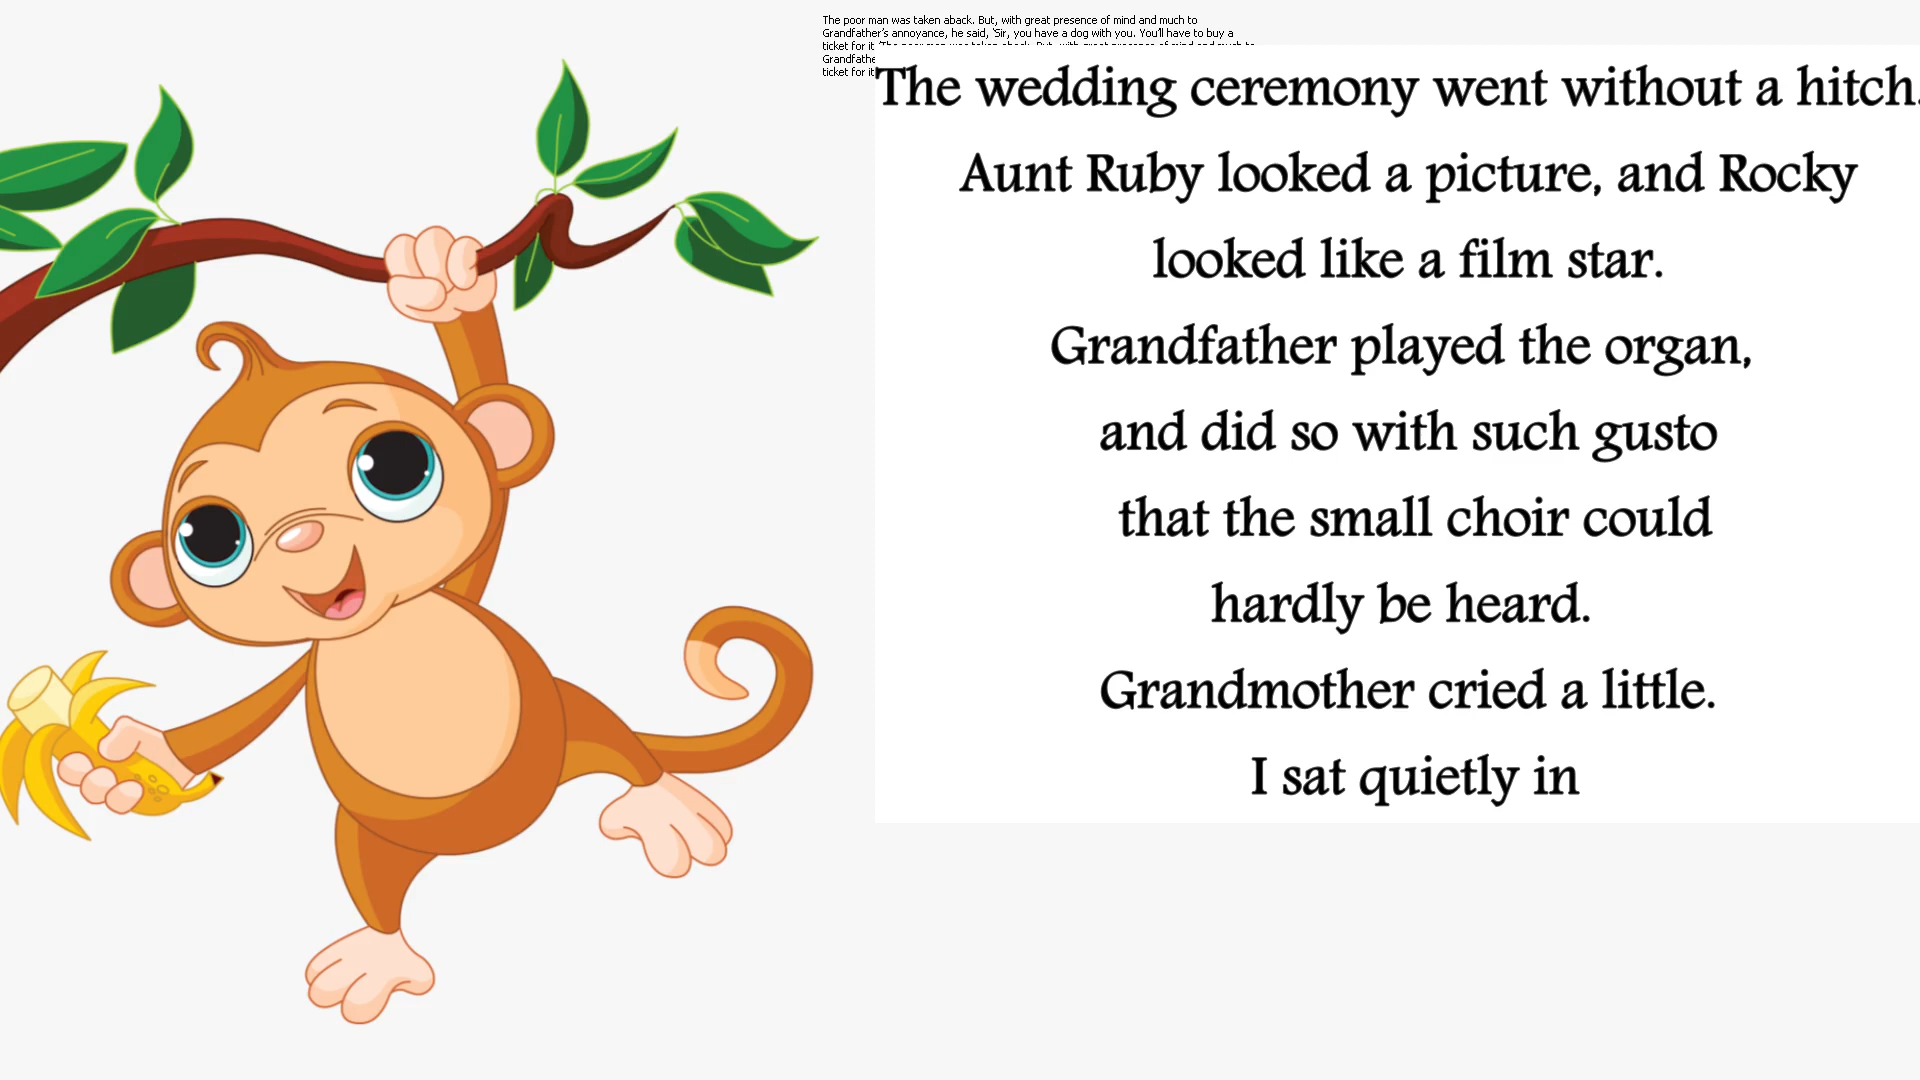 The poor man was taken aback. But, with great presence of mind and much to
Grandfather's annoyance, he said, 'Sir, you have a dog with you. You'll have to buy a
ticket for it
Grandfathe
ticket for it
The wedding ceremony went without a hitch.
Aunt Ruby looked a picture, and Rocky
looked like a film star.
Grandfather played the organ,
and did so with such gusto
that the small choir could
hardly be heard.
Grandmother cried a little.
I sat quietly in